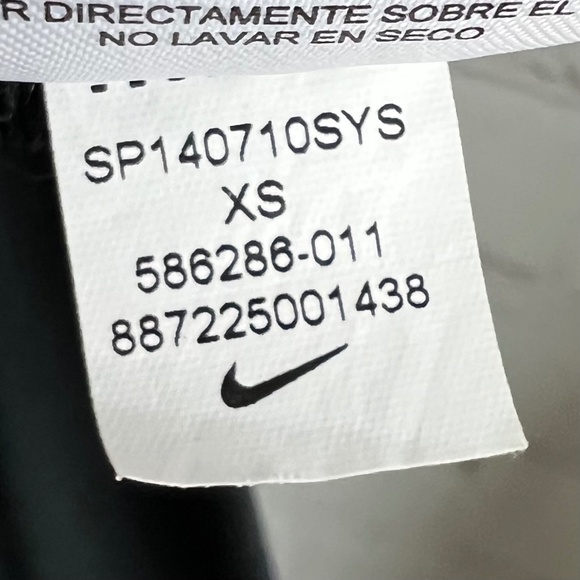 R DIRECTAMENTE SOBRE EL
NO LAVAR EN SECO
SP140710SYS
XS
586286-011
887225001438